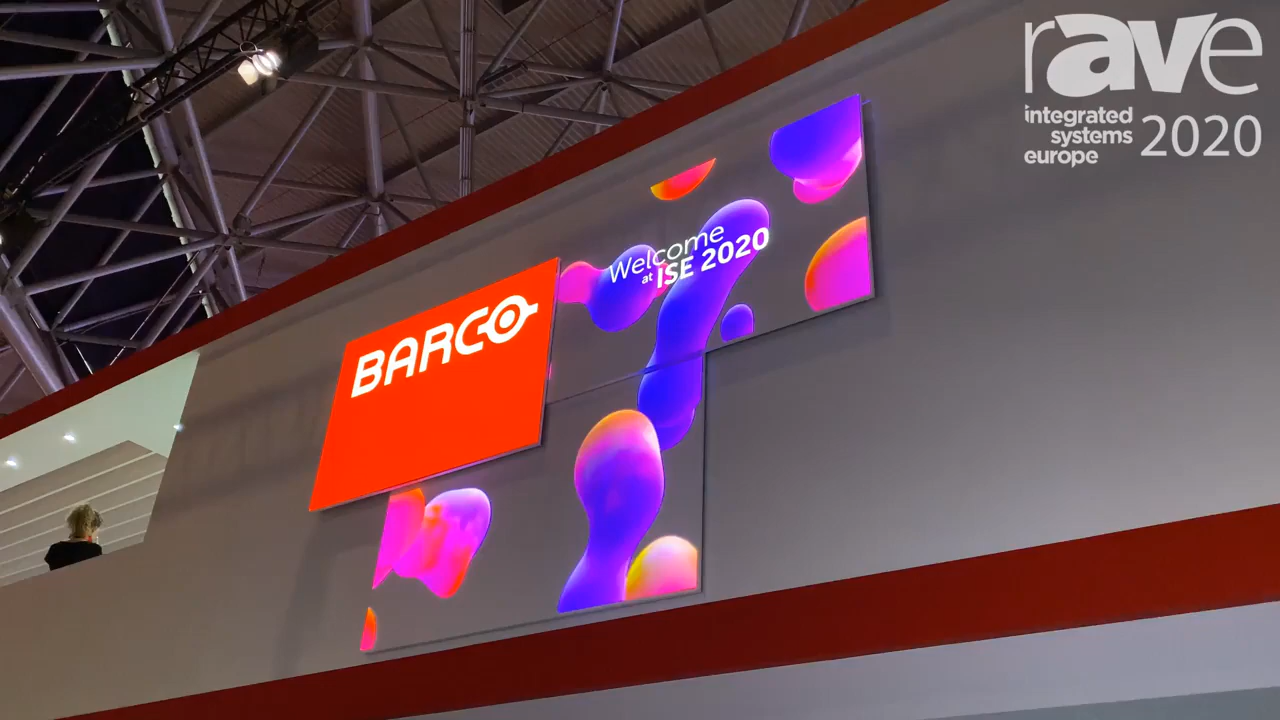 rave
integrated
systems
europe
2020
Welcome
at ISE 2020
BARCO